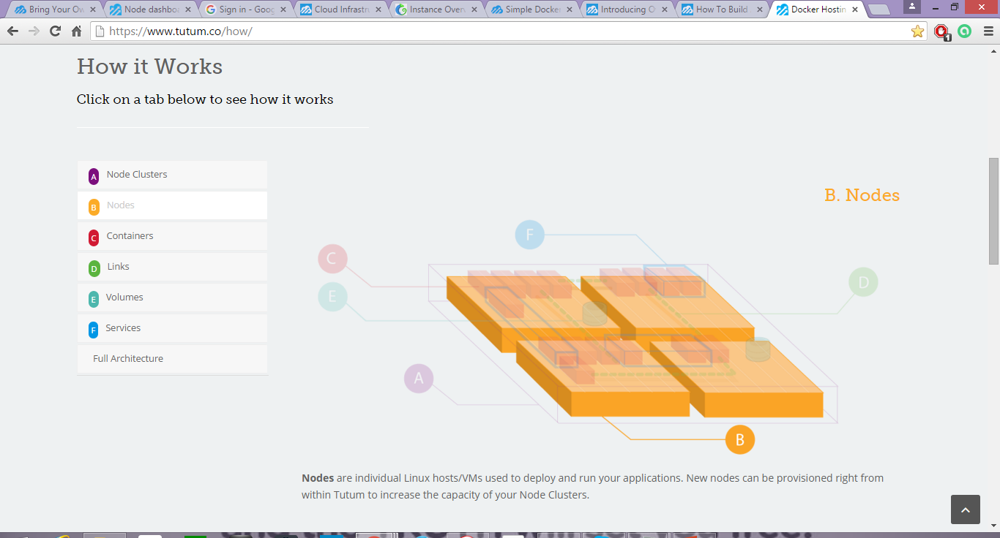 Bring Your Ow
Node dashboa
Sign in - Goog
Cloud Infrastru
Instance Over
Simple Docker
Introducing O
How To Build
Docker Hostin
https://www.tutum.co/how/
1
How it Works
Click on a tab below to see how it works
A Node Clusters
B Nodes
C Containers
D Links
E Volumes
F Services
Full Architecture
B. Nodes
F
C
D
E
A
B
Nodes are individual Linux hosts/VMs used to deploy and run your applications. New nodes can be provisioned right from
within Tutum to increase the capacity of your Node Clusters.